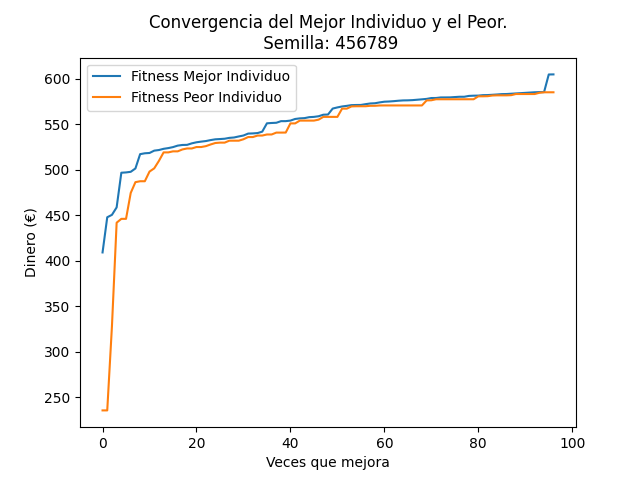 Convergencia del Mejor Individuo y el Peor.
Semilla: 456789
Fitness Mejor Individuo
Fitness Peor Individuo
Dinero (€)
600
550
500
450
400
350
300
250
0 20 40 60 80 100
Veces que mejora